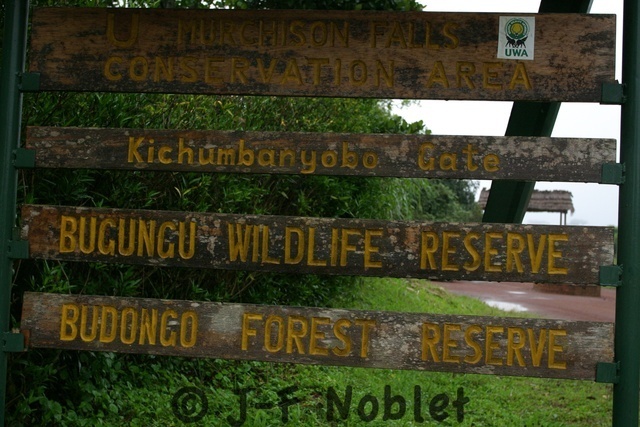 U. MURCHISON FALLS
UWA
CONSERVATION AREA
Kichumbanyobo Gate
BUGUNGU WILDLIFE RESERVE
BUDONGO FOREST RESERVE
© J-F-Noblet